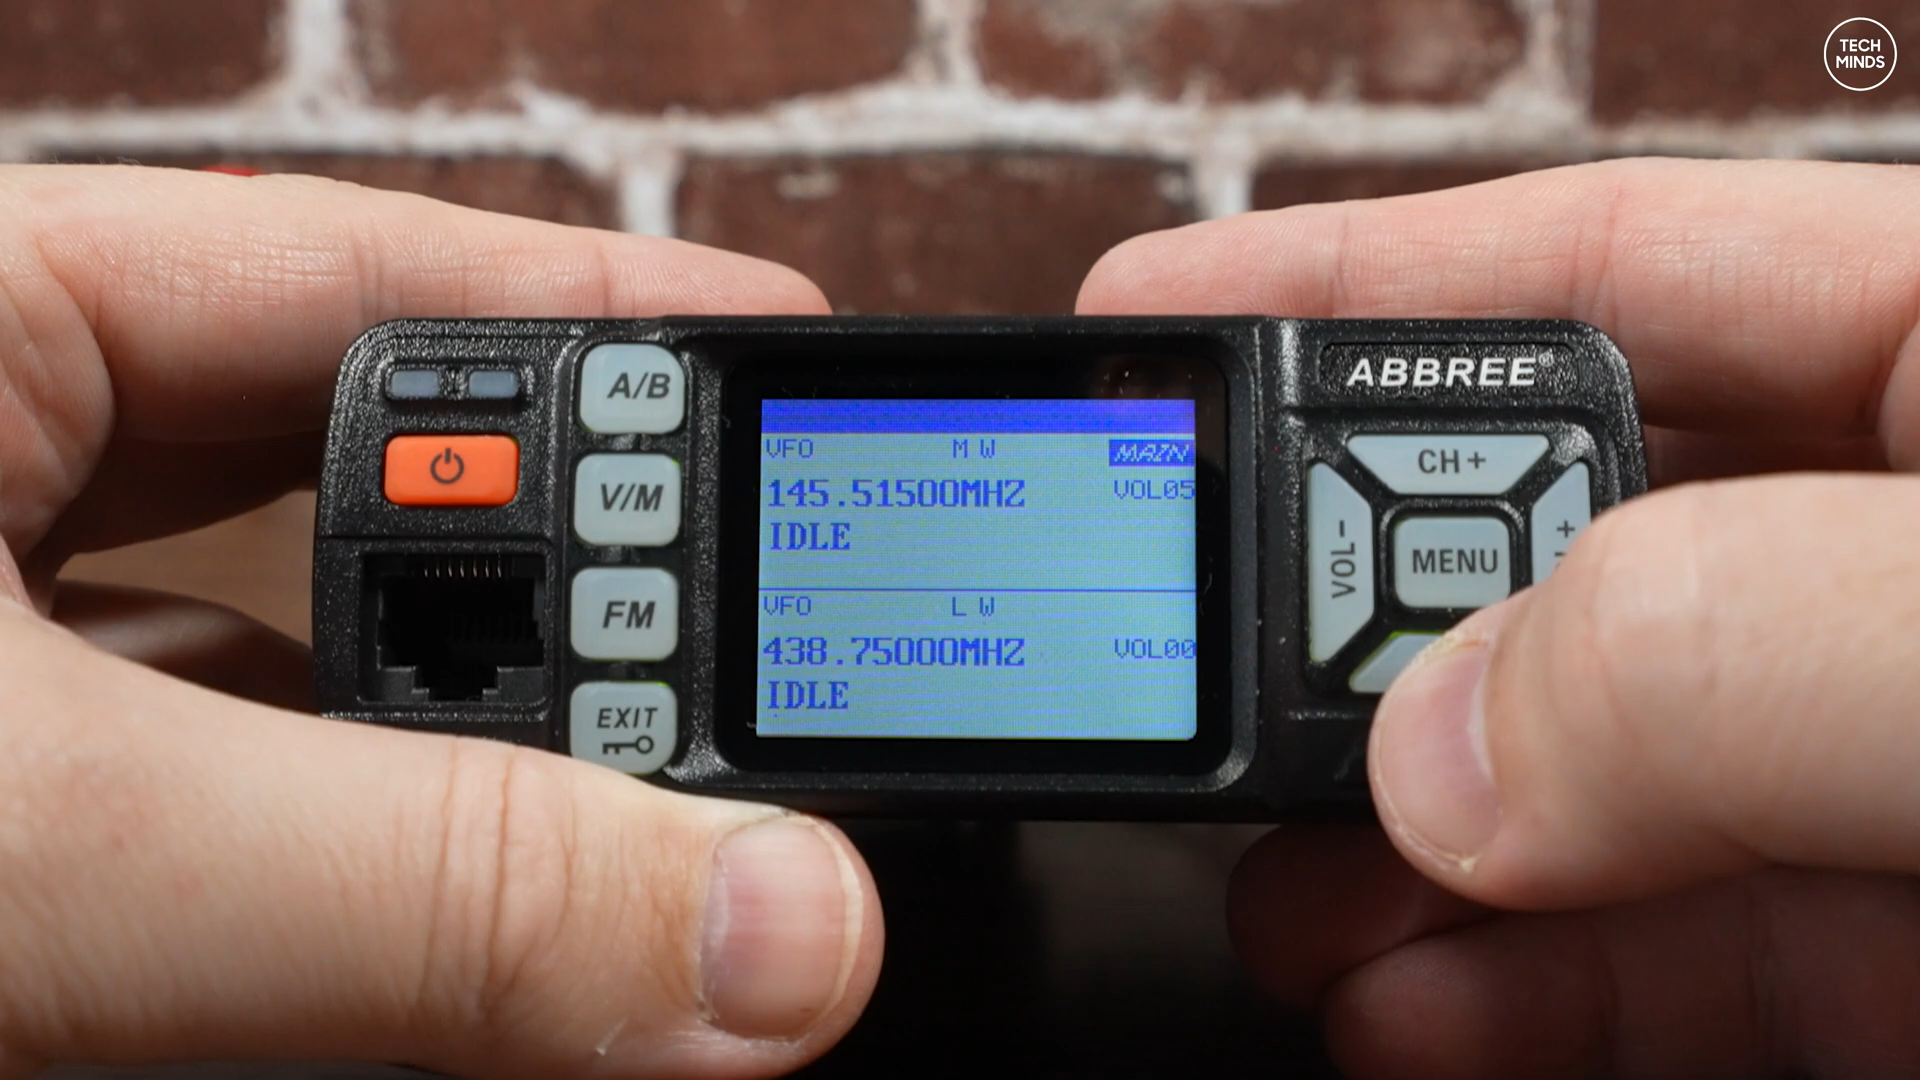 TECH
MINDS
ABBREE®
A/B
V/M
FM
EXIT
VFO M W MAIN
145.51500MHZ VOL05
IDLE
VFO L W
438.75000MHZ VOL00
IDLE
CH+
VOL-
MENU
+